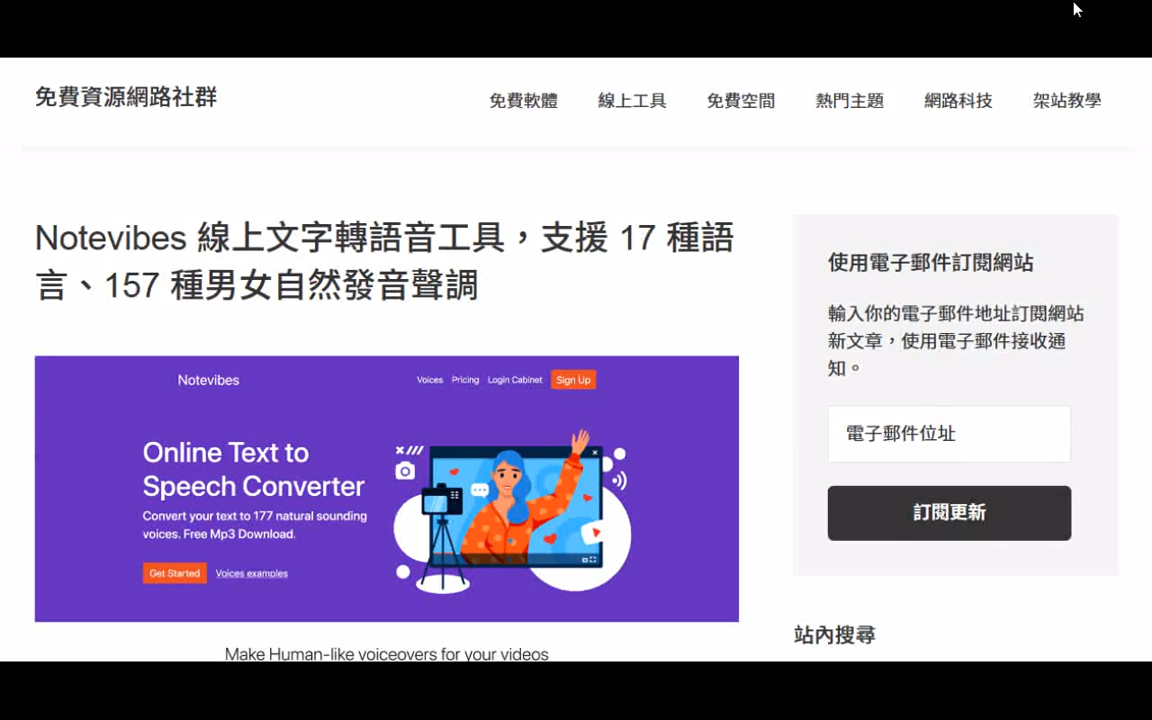 免費資源網路社群
免費軟體
線上工具
免費空間
熱門主題
網路科技
架站教學
Notevibes 線上文字轉語音工具，支援 17 種語
言、157 種男女自然發音聲調
Notevibes
Voices
Pricing
Login Cabinet
Sign Up
Online Text to
Speech Converter
Convert your text to 177 natural sounding
voices. Free Mp3 Download.
Get Started
Voices examples
Make Human-like voiceovers for your videos
使用電子郵件訂閱網站
輸入你的電子郵件地址訂閱網站
新文章，使用電子郵件接收通
知。
電子郵件位址
訂閱更新
站內搜尋